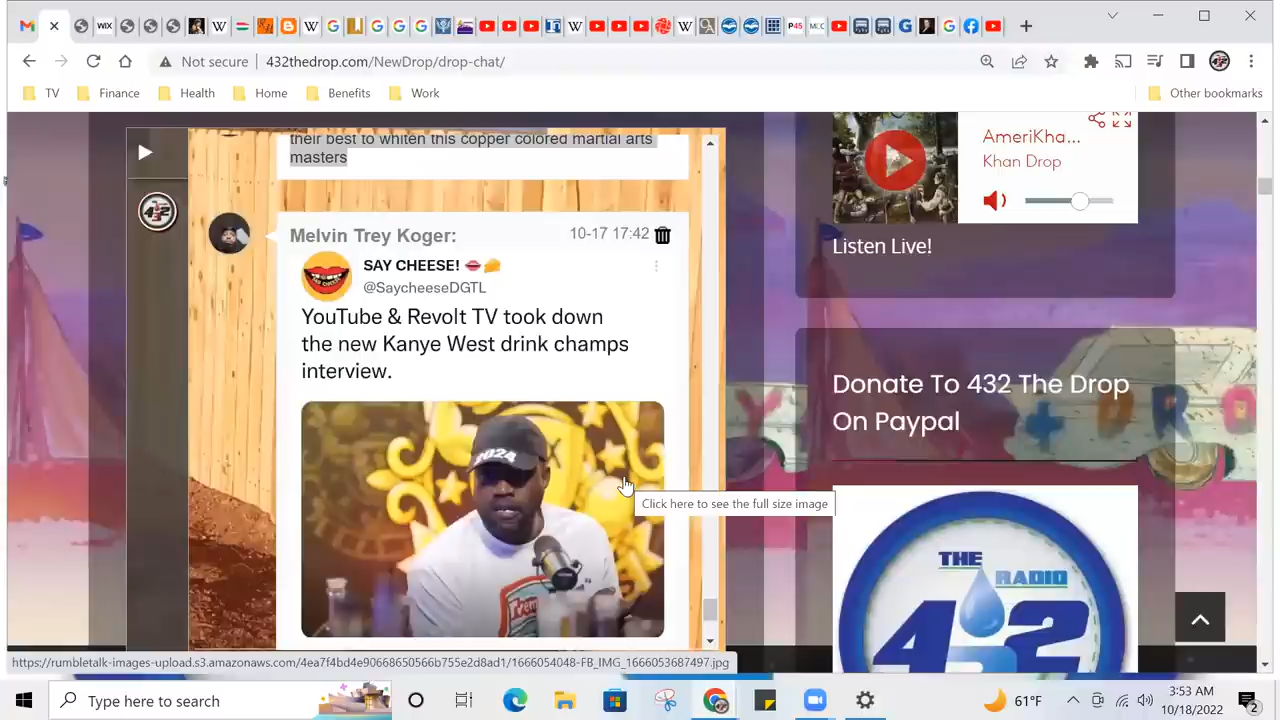 WIX
W
W
W
W
P45
MCC
Not secure
432thedrop.com/NewDrop/drop-chat/
TV
Finance
Health
Home
Benefits
Work
Other bookmarks
their best to whiten this copper colored martial arts
masters
Melvin Trey Koger:
10-17 17:42
SAY CHEESE!
@SaycheeseDGTL
YouTube & Revolt TV took down
the new Kanye West drink champs
interview.
2024
Click here to see the full size image
AmeriKha...
Khan Drop
Listen Live!
Donate To 432 The Drop
On Paypal
THE
RADIO
432
https://rumbletalk-images-upload.s3.amazonaws.com/4ea7f4bd4e90668650566b755e2d8ad1/1666054048-FB_IMG_1666053687497.jpg
Type here to search
61°F
3:53 AM
10/18/2022
2